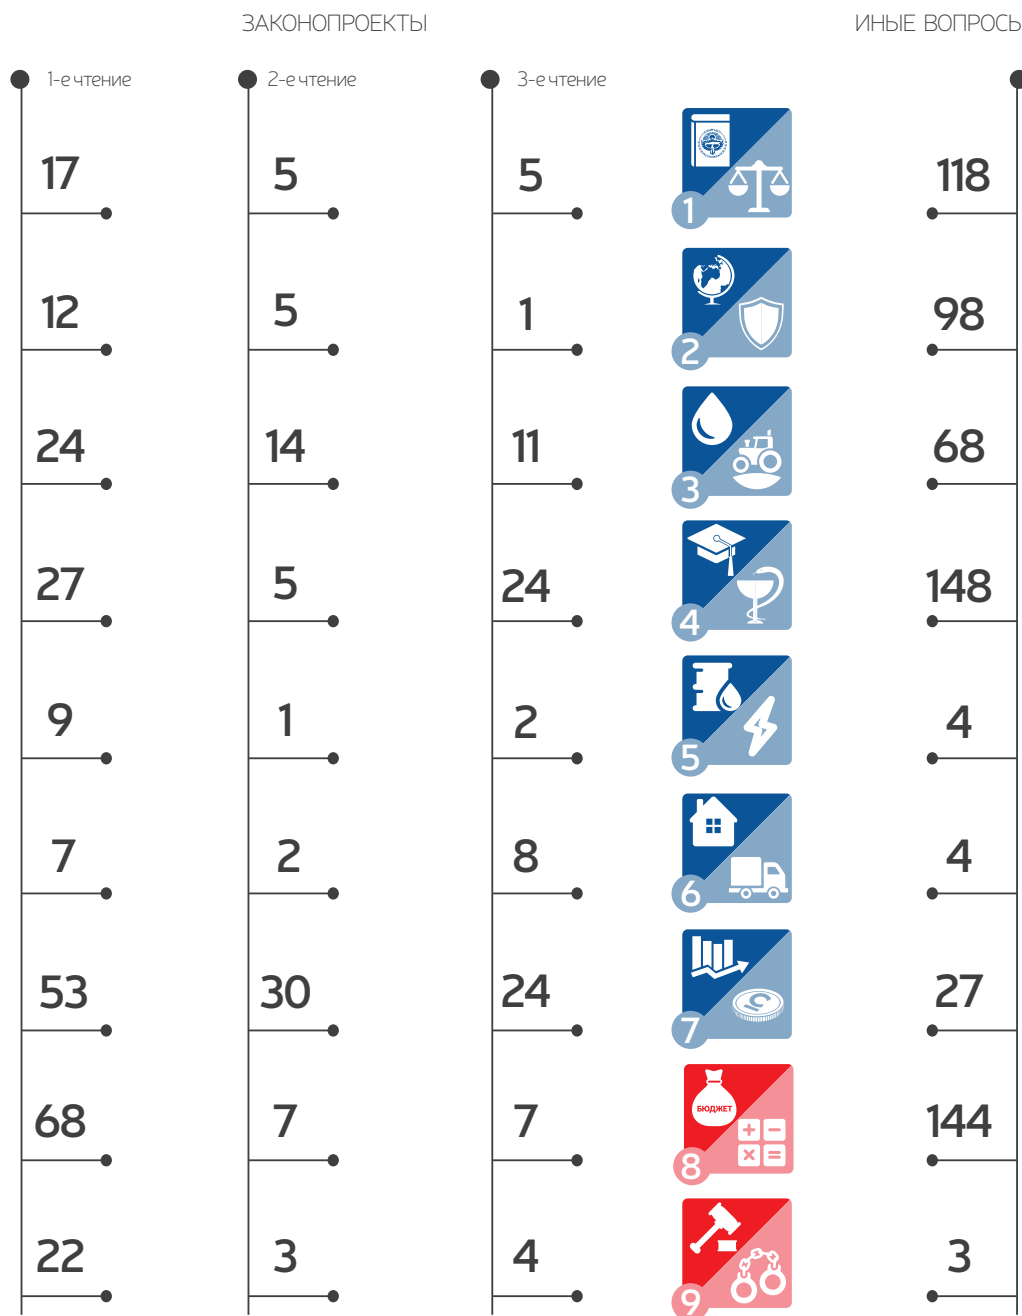 ЗАКОНОПРОЕКТЫ ИНЫЕ ВОПРОСЫ
1-е чтение 2-е чтение 3-е чтение
17 5 5 1 118
12 5 1 2 98
24 14 11 3 68
27 5 24 4 148
9 1 2 5 4
7 2 8 6 4
53 30 24 7 27
68 7 7 БЮДЖЕТ 8 144
22 3 4 9 3